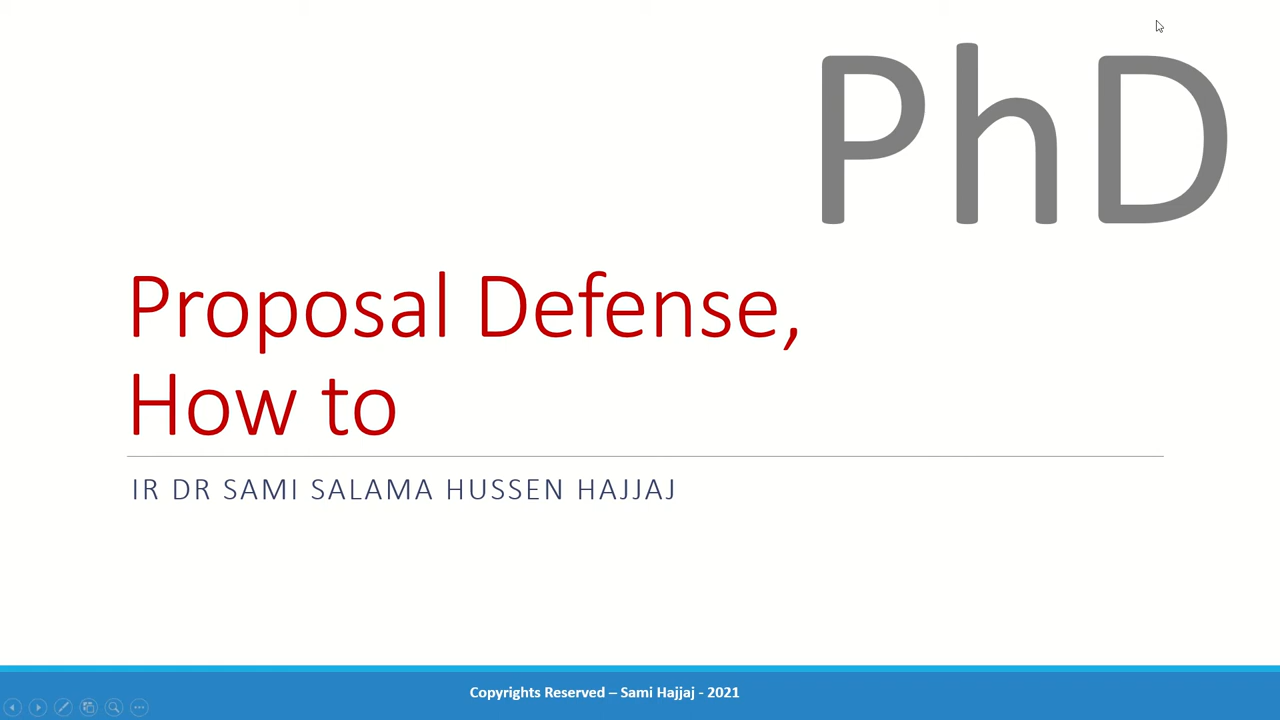 PhD
Proposal Defense,
How to
IR DR SAMI SALAMA HUSSEN HAJJAJ
Copyrights Reserved – Sami Hajjaj - 2021